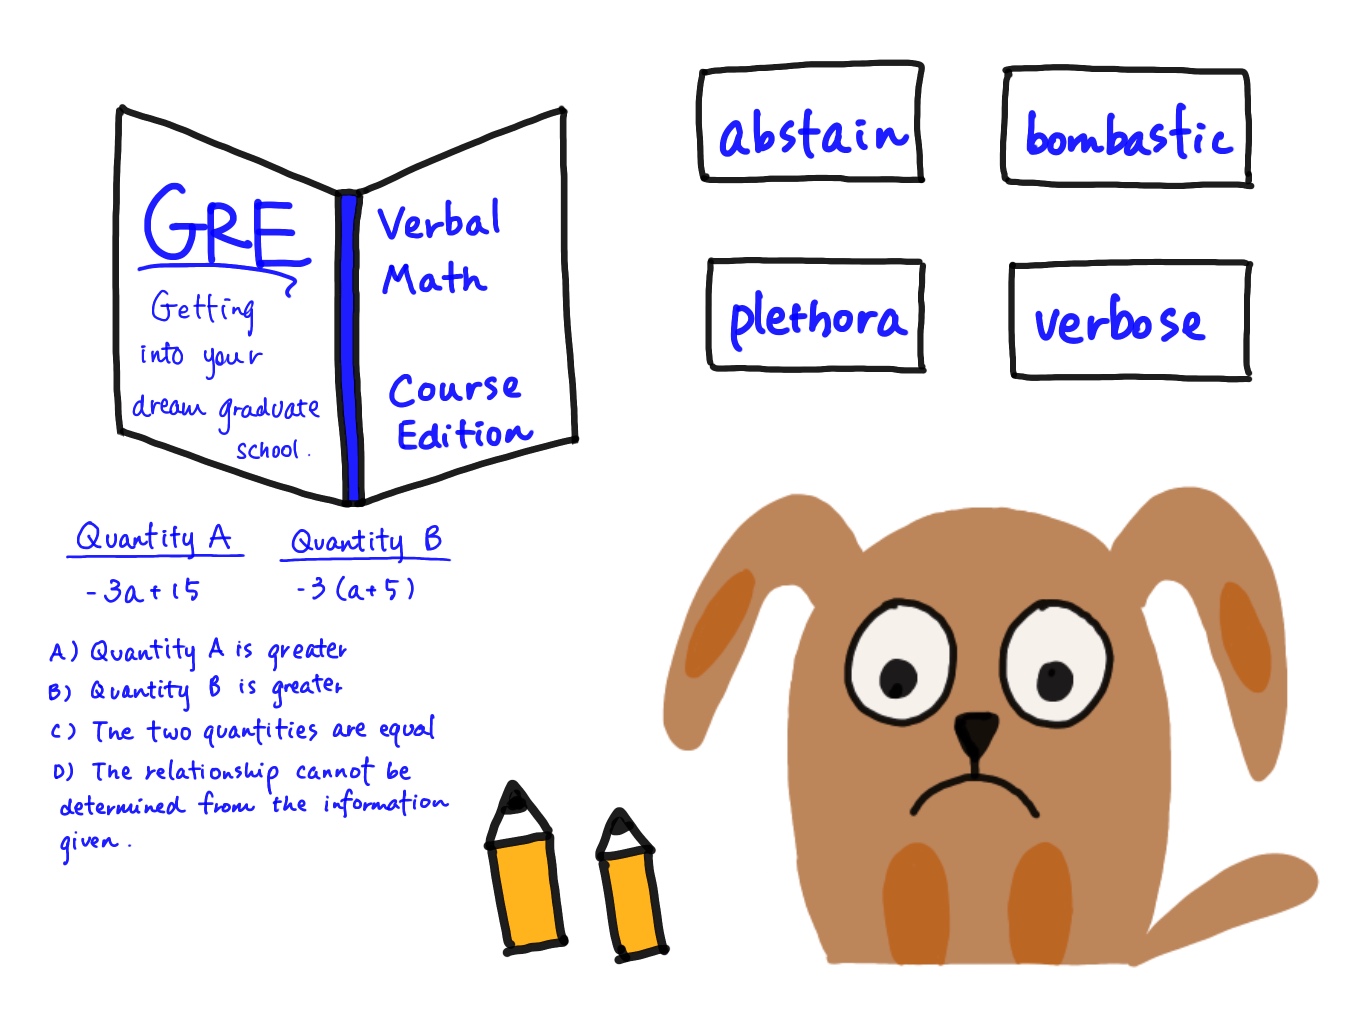 GRE
Getting
into your
dream graduate
school.
Verbal
Math
Course
Edition
abstain
bombastic
plethora
verbose
Quantity A
-3a+15
Quantity B
-3(a+5)
A) Quantity A is greater
B) Quantity B is greater
C) The two quantities are equal
D) The relationship cannot be
determined from the information
given.